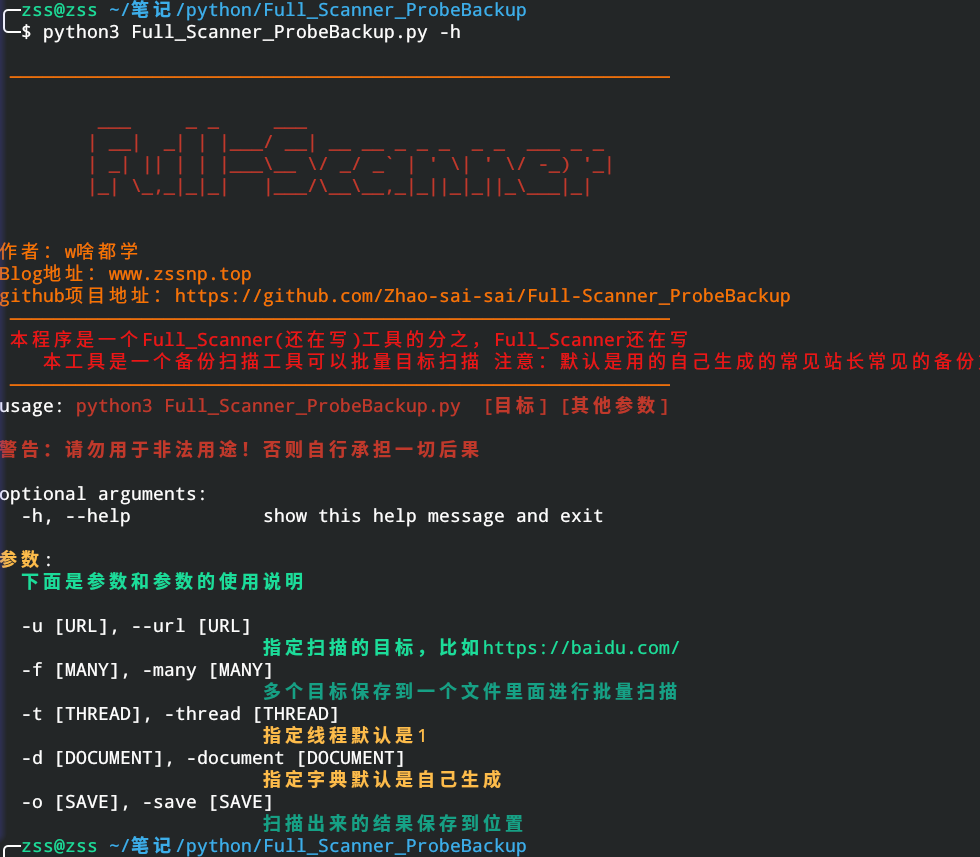 zss@zss ~/笔记/python/Full_Scanner_ProbeBackup
$ python3 Full_Scanner_ProbeBackup.py -h
Full-Scanner
作者：w啥都学
Blog地址：www.zssnp.top
github项目地址：https://github.com/Zhao-sai-sai/Full-Scanner_ProbeBackup
本程序是一个Full_Scanner(还在写)工具的分之，Full_Scanner还在写
本工具是一个备份扫描工具可以批量目标扫描 注意：默认是用的自己生成的常见站长常见的备份
usage: python3 Full_Scanner_ProbeBackup.py [目标] [其他参数]
警告：请勿用于非法用途！否则自行承担一切后果
optional arguments:
-h, --help show this help message and exit
参数:
下面是参数和参数的使用说明
-u [URL], --url [URL]
指定扫描的目标，比如https://baidu.com/
-f [MANY], -many [MANY]
多个目标保存到一个文件里面进行批量扫描
-t [THREAD], -thread [THREAD]
指定线程默认是1
-d [DOCUMENT], -document [DOCUMENT]
指定字典默认是自己生成
-o [SAVE], -save [SAVE]
扫描出来的结果保存到位置
zss@zss ~/笔记/python/Full_Scanner_ProbeBackup